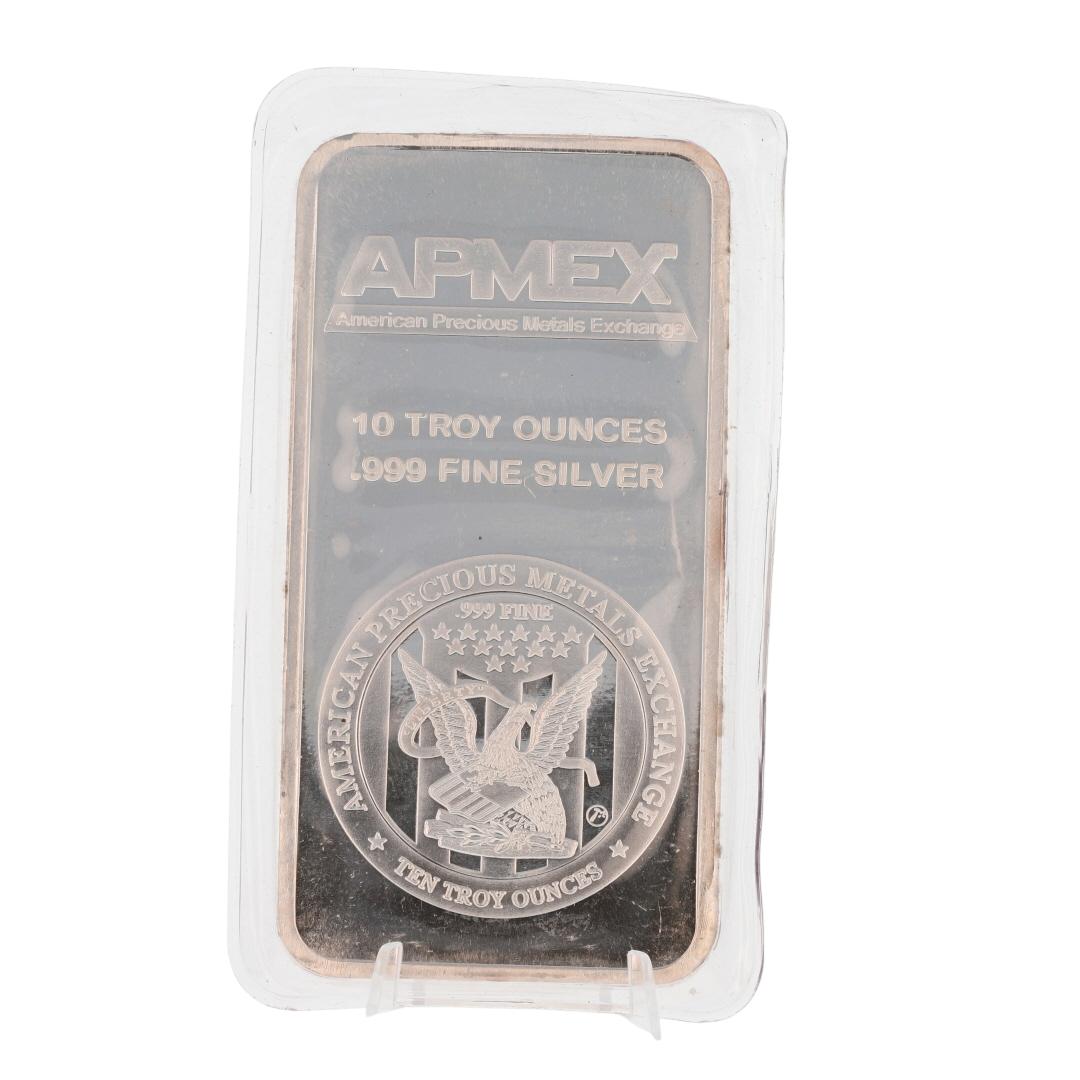 APMEX
American Precious Metals Exchange
10 TROY OUNCES
.999 FINE SILVER
AMERICAN PRECIOUS METALS EXCHANGE
.999 FINE
LIBERTY
TEN TROY OUNCES